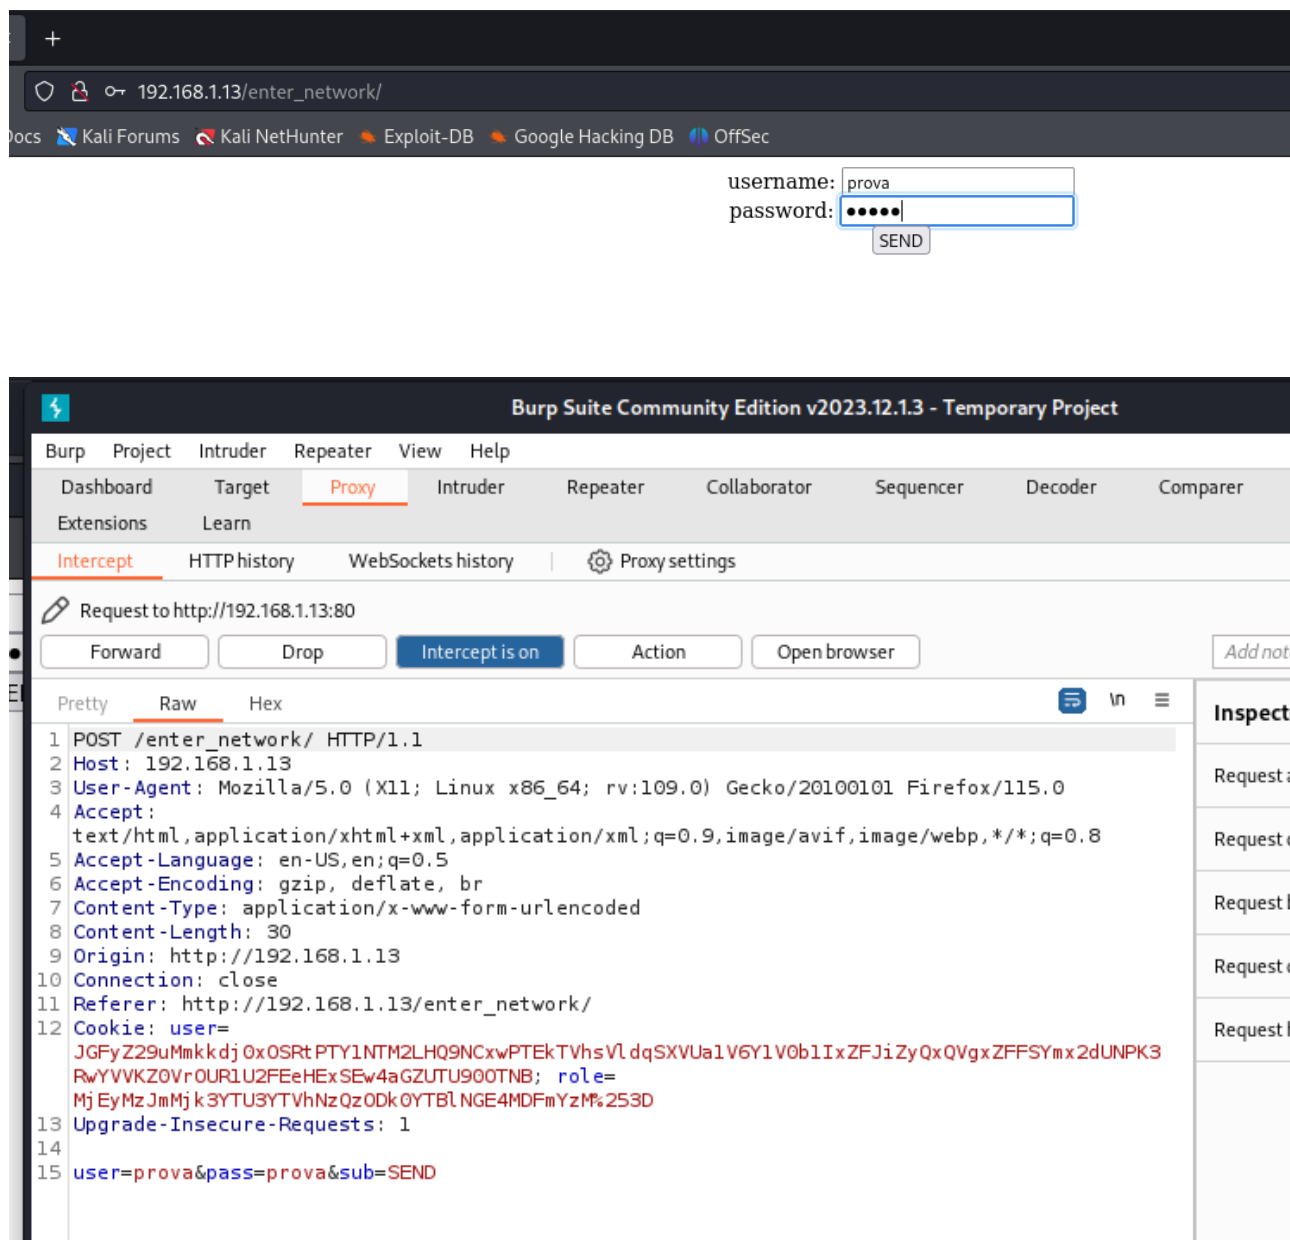 +
192.168.1.13/enter_network/
Docs Kali Forums Kali NetHunter Exploit-DB Google Hacking DB OffSec
username: prova
password: •••••
SEND
Burp Suite Community Edition v2023.12.1.3 - Temporary Project
Burp Project Intruder Repeater View Help
Dashboard Target Proxy Intruder Repeater Collaborator Sequencer Decoder Comparer
Extensions Learn
Intercept HTTP history WebSockets history Proxy settings
Request to http://192.168.1.13:80
Forward Drop Intercept is on Action Open browser Add not
Pretty Raw Hex \n
Inspect
1 POST /enter_network/ HTTP/1.1
2 Host: 192.168.1.13
3 User-Agent: Mozilla/5.0 (X11; Linux x86_64; rv:109.0) Gecko/20100101 Firefox/115.0
4 Accept:
text/html,application/xhtml+xml,application/xml;q=0.9,image/avif,image/webp,*/*;q=0.8
5 Accept-Language: en-US,en;q=0.5
6 Accept-Encoding: gzip, deflate, br
7 Content-Type: application/x-www-form-urlencoded
8 Content-Length: 30
9 Origin: http://192.168.1.13
10 Connection: close
11 Referer: http://192.168.1.13/enter_network/
12 Cookie: user=
JGFyZ29uMmkkdj0xOSRtPTY1NTM2LHQ9NCxwPTEkTVhsVldqSXVUa1V6Y1V0b1IxZFJiZyQxQVgxZFFSYmx2dUNPK3
RwYVVKZ0VrOUR1U2FEeHExSEw4aGZUTU90OTNB; role=
MjEyMzJmMjk3YTU3YTVhNzQzODk0YTBlNGE4MDFmYzM%253D
13 Upgrade-Insecure-Requests: 1
14
15 user=prova&pass=prova&sub=SEND
Request
Request
Request
Request
Request